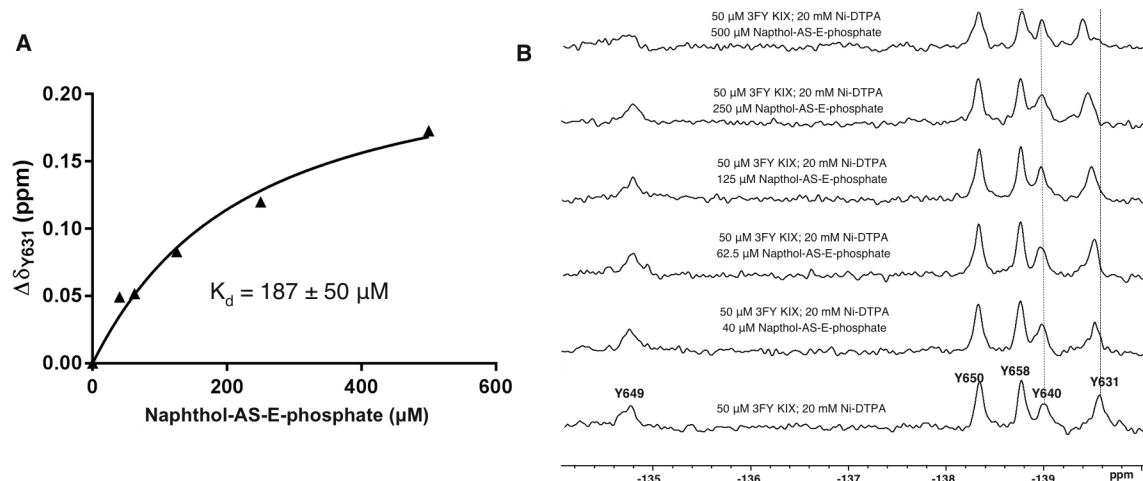 A
0.20
0.15
0.10
0.05
0.00
ΔδY631 (ppm)
Kd = 187 ± 50 µM
0
200
400
600
Naphthol-AS-E-phosphate (µM)
B
50 µM 3FY KIX; 20 mM Ni-DTPA
500 µM Napthol-AS-E-phosphate
50 µM 3FY KIX; 20 mM Ni-DTPA
250 µM Napthol-AS-E-phosphate
50 µM 3FY KIX; 20 mM Ni-DTPA
125 µM Napthol-AS-E-phosphate
50 µM 3FY KIX; 20 mM Ni-DTPA
62.5 µM Napthol-AS-E-phosphate
50 µM 3FY KIX; 20 mM Ni-DTPA
40 µM Napthol-AS-E-phosphate
Y649
Y650
Y658
Y640
Y631
50 µM 3FY KIX; 20 mM Ni-DTPA
-135
-136
-137
-138
-139
ppm